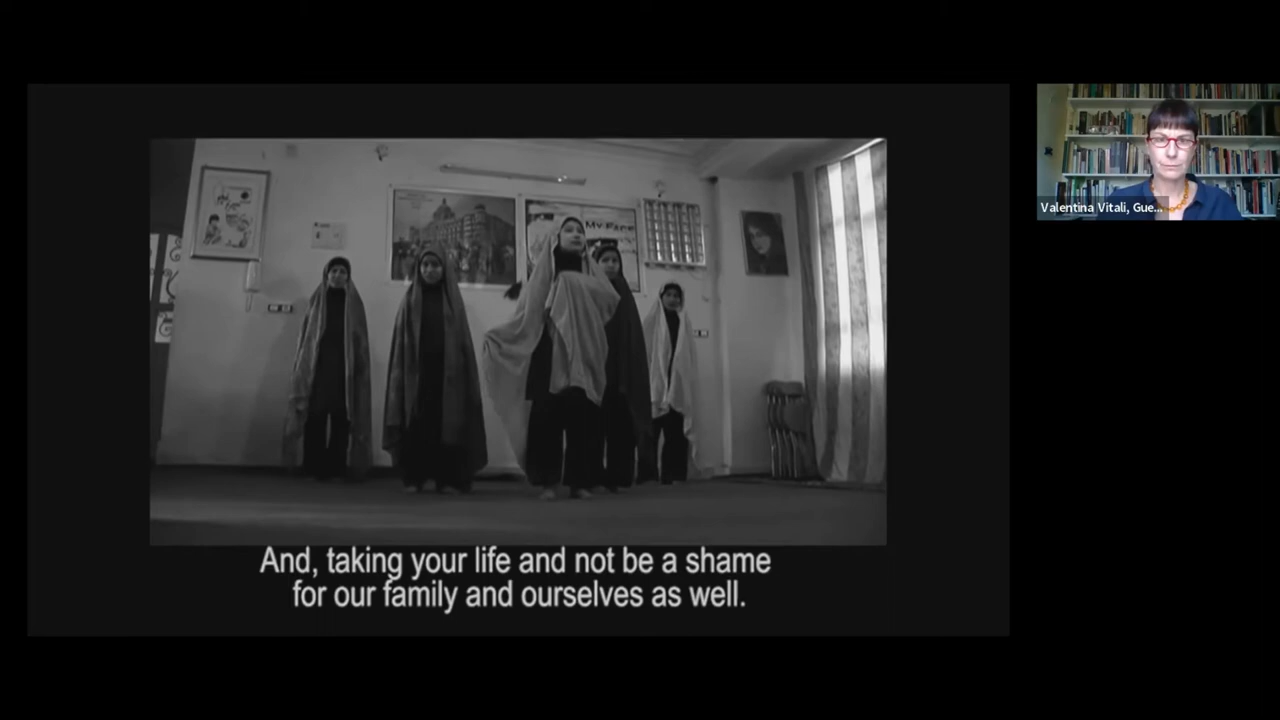 MY FACE
Valentina Vitali, Gue...
And, taking your life and not be a shame
for our family and ourselves as well.